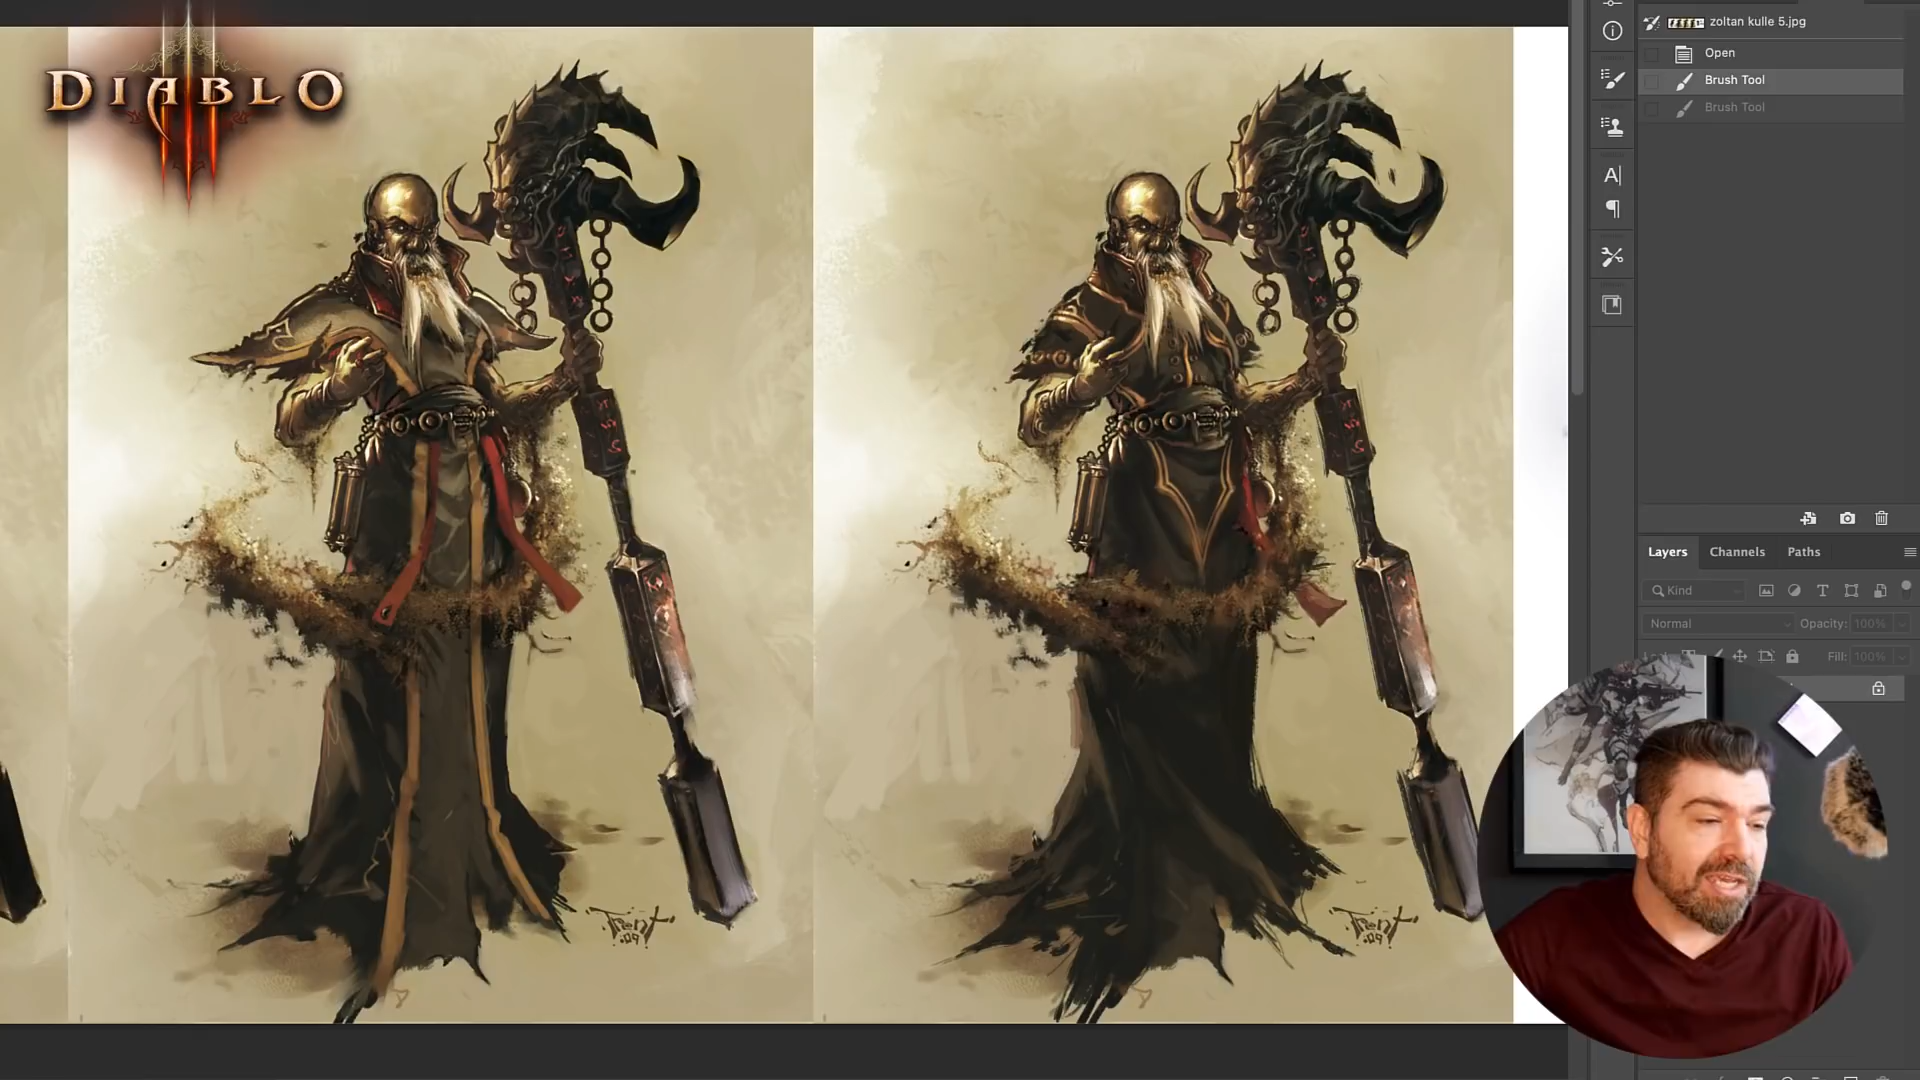 DIABLO
III
zoltan kulle 5.jpg
Open
Brush Tool
Brush Tool
Layers
Channels
Paths
Kind
Normal
Opacity:
100%
Fill:
100%
Trent
.09
Trent
.09